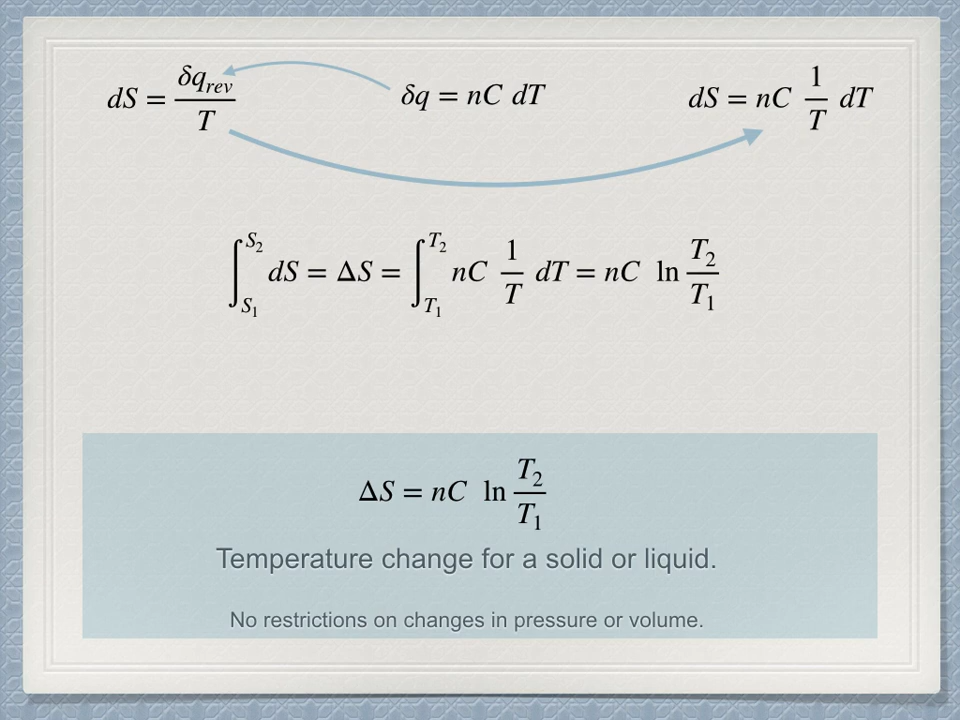 dS = δq_rev / T    δq = nC dT    dS = nC 1/T dT
∫_{S₁}^{S₂} dS = ΔS = ∫_{T₁}^{T₂} nC 1/T dT = nC ln T₂/T₁
ΔS = nC ln T₂/T₁
Temperature change for a solid or liquid.
No restrictions on changes in pressure or volume.